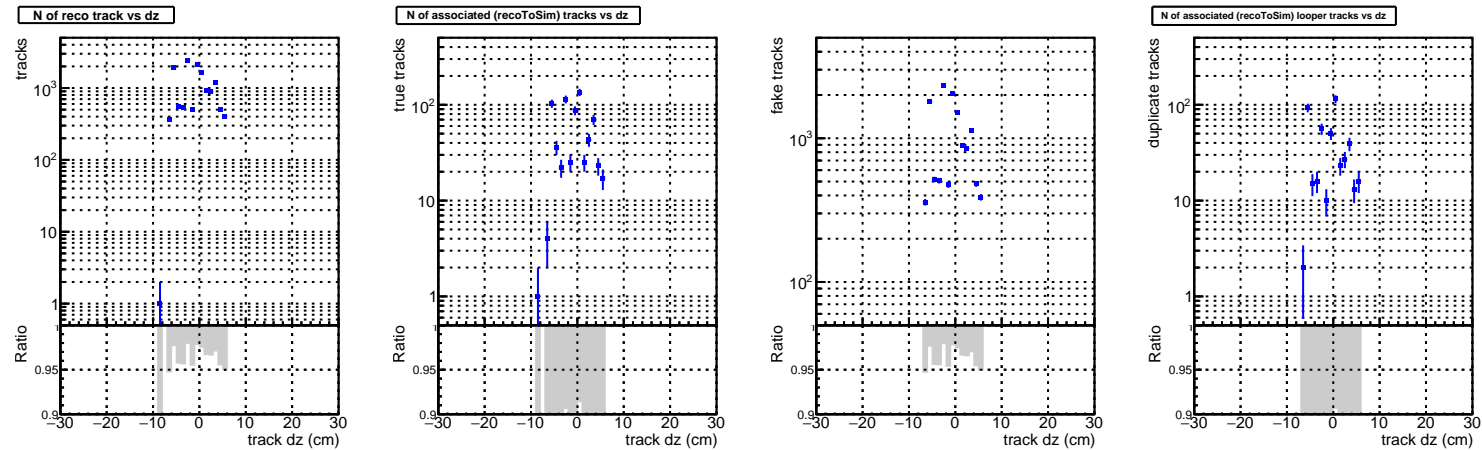 N of reco track vs dz
tracks
10³
10²
10
1
Ratio
1
0.95
0.9
−30 −20 −10 0 10 20 30
track dz (cm)
N of associated (recoToSim) tracks vs dz
true tracks
10²
10
1
Ratio
1
0.95
0.9
−30 −20 −10 0 10 20 30
track dz (cm)
fake tracks
10³
10²
Ratio
1
0.95
0.9
−30 −20 −10 0 10 20 30
track dz (cm)
N of associated (recoToSim) looper tracks vs dz
duplicate tracks
10²
10
1
Ratio
1
0.95
0.9
−30 −20 −10 0 10 20 30
track dz (cm)